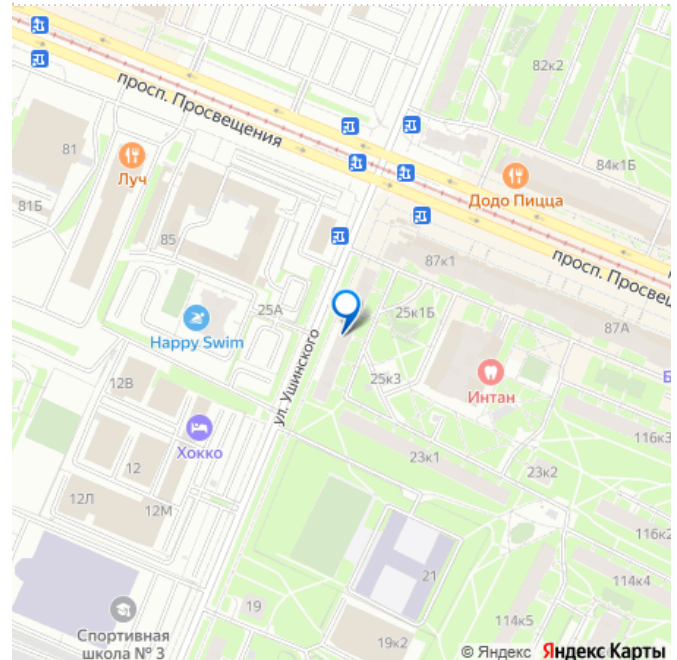 82к2
просп. Просвещения
81
Луч
84к1Б
Додо Пицца
81Б
85
87к1
просп. Просвещ
25А
25к1Б
87А
Happy Swim
ул. Ушинского
Интан
Б
25к3
12В
116к3
Хокко
23к1
12
23к2
12Л
12М
116к2
21
114к4
19
Спортивная
школа № 3
114к5
19к2
© Яндекс Яндекс Карты